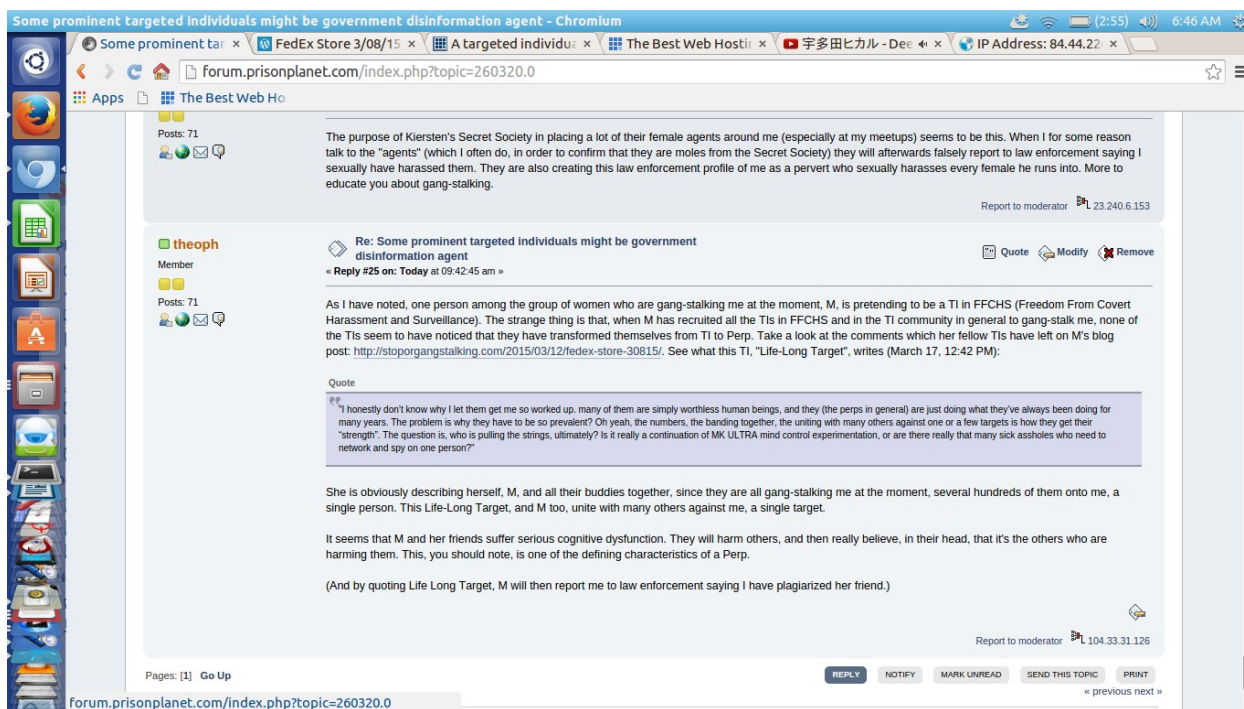 Some prominent targeted individuals might be government disinformation agent - Chromium
(2:55)
6:46 AM
Some prominent tar
FedEx Store 3/08/15
A targeted individua
The Best Web Hostin
宇多田ヒカル - Dee
IP Address: 84.44.22
forum.prisonplanet.com/index.php?topic=260320.0
Apps
The Best Web Ho
Posts: 71
The purpose of Kiersten's Secret Society in placing a lot of their female agents around me (especially at my meetups) seems to be this. When I for some reason
talk to the "agents" (which I often do, in order to confirm that they are moles from the Secret Society) they will afterwards falsely report to law enforcement saying I
sexually have harassed them. They are also creating this law enforcement profile of me as a pervert who sexually harasses every female he runs into. More to
educate you about gang-stalking.
Report to moderator 23.240.6.153
theoph
Member
Posts: 71
Re: Some prominent targeted individuals might be government
disinformation agent
« Reply #25 on: Today at 09:42:45 am »
Quote Modify Remove
As I have noted, one person among the group of women who are gang-stalking me at the moment, M, is pretending to be a TI in FFCHS (Freedom From Covert
Harassment and Surveillance). The strange thing is that, when M has recruited all the TIs in FFCHS and in the TI community in general to gang-stalk me, none of
the TIs seem to have noticed that they have transformed themselves from TI to Perp. Take a look at the comments which her fellow TIs have left on M's blog
post: http://stoporgangstalking.com/2015/03/12/fedex-store-30815/. See what this TI, "Life-Long Target", writes (March 17, 12:42 PM):
Quote
"I honestly don't know why I let them get me so worked up. many of them are simply worthless human beings, and they (the perps in general) are just doing what they've always been doing for
many years. The problem is why they have to be so prevalent? Oh yeah, the numbers, the banding together, the uniting with many others against one or a few targets is how they get their
"strength". The question is, who is pulling the strings, ultimately? Is it really a continuation of MK ULTRA mind control experimentation, or are there really that many sick assholes who need to
network and spy on one person?"
She is obviously describing herself, M, and all their buddies together, since they are all gang-stalking me at the moment, several hundreds of them onto me, a
single person. This Life-Long Target, and M too, unite with many others against me, a single target.
It seems that M and her friends suffer serious cognitive dysfunction. They will harm others, and then really believe, in their head, that it's the others who are
harming them. This, you should note, is one of the defining characteristics of a Perp.
(And by quoting Life Long Target, M will then report me to law enforcement saying I have plagiarized her friend.)
Report to moderator 104.33.31.126
Pages: [1] Go Up
REPLY NOTIFY MARK UNREAD SEND THIS TOPIC PRINT
« previous next »
forum.prisonplanet.com/index.php?topic=260320.0